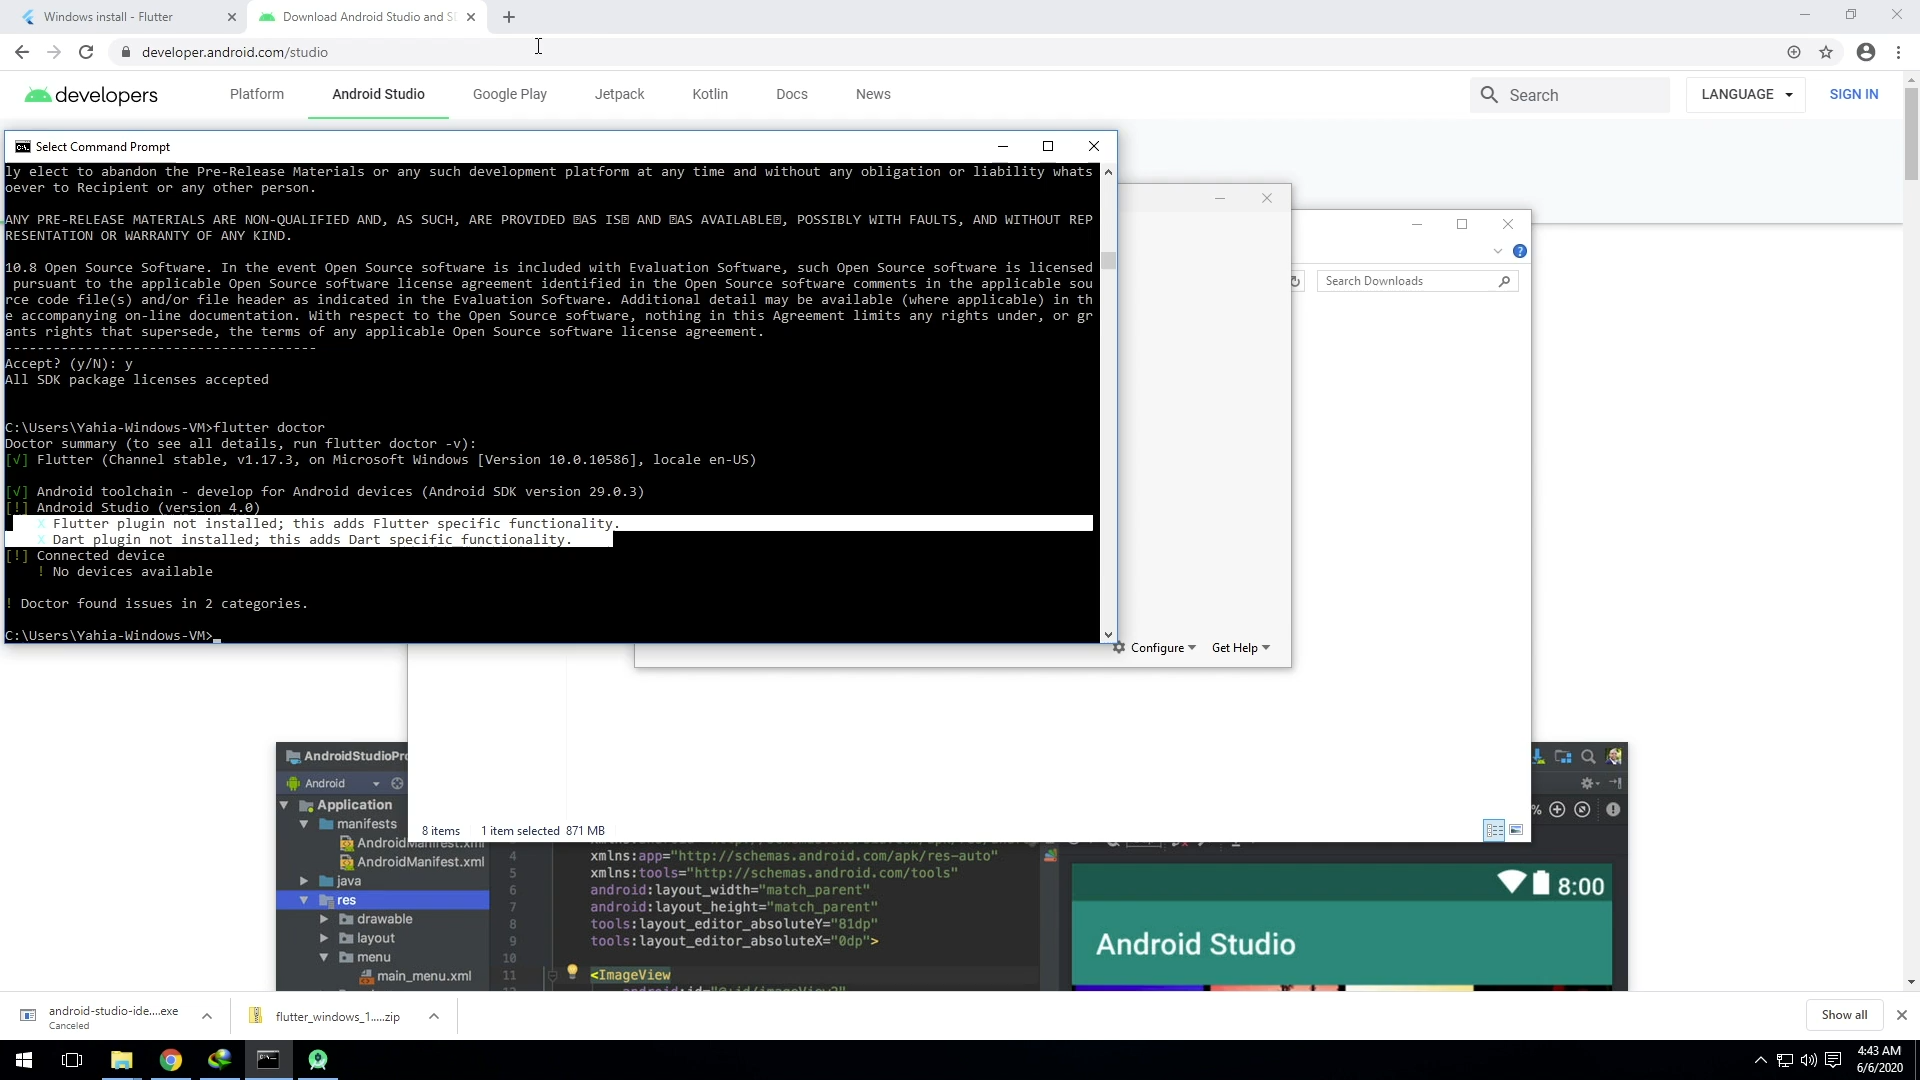 Windows install - Flutter
Download Android Studio and S
developer.android.com/studio
developers
Platform
Android Studio
Google Play
Jetpack
Kotlin
Docs
News
Search
LANGUAGE
SIGN IN
Select Command Prompt
ly elect to abandon the Pre-Release Materials or any such development platform at any time and without any obligation or liability whats
oever to Recipient or any other person.
ANY PRE-RELEASE MATERIALS ARE NON-QUALIFIED AND, AS SUCH, ARE PROVIDED ⍰AS IS⍰ AND ⍰AS AVAILABLE⍰, POSSIBLY WITH FAULTS, AND WITHOUT REP
RESENTATION OR WARRANTY OF ANY KIND.
10.8 Open Source Software. In the event Open Source software is included with Evaluation Software, such Open Source software is licensed
pursuant to the applicable Open Source software license agreement identified in the Open Source software comments in the applicable sou
rce code file(s) and/or file header as indicated in the Evaluation Software. Additional detail may be available (where applicable) in th
e accompanying on-line documentation. With respect to the Open Source software, nothing in this Agreement limits any rights under, or gr
ants rights that supersede, the terms of any applicable Open Source software license agreement.
---------------------------------------
Accept? (y/N): y
All SDK package licenses accepted
C:\Users\Yahia-Windows-VM>flutter doctor
Doctor summary (to see all details, run flutter doctor -v):
[√] Flutter (Channel stable, v1.17.3, on Microsoft Windows [Version 10.0.10586], locale en-US)
[√] Android toolchain - develop for Android devices (Android SDK version 29.0.3)
[!] Android Studio (version 4.0)
X Flutter plugin not installed; this adds Flutter specific functionality.
X Dart plugin not installed; this adds Dart specific functionality.
[!] Connected device
! No devices available
! Doctor found issues in 2 categories.
C:\Users\Yahia-Windows-VM>_
Search Downloads
Configure
Get Help
8 items
1 item selected 871 MB
AndroidStudioPr
Android
Application
manifests
AndroidManifest.xml
AndroidManifest.xml
java
res
drawable
layout
menu
main_menu.xml
4 xmlns:app="http://schemas.android.com/apk/res-auto"
5 xmlns:tools="http://schemas.android.com/tools"
6 android:layout_width="match_parent"
7 android:layout_height="match_parent"
8 tools:layout_editor_absoluteY="81dp"
9 tools:layout_editor_absoluteX="0dp">
10
11 <ImageView
%
8:00
Android Studio
android-studio-ide....exe
Canceled
flutter_windows_1.....zip
Show all
4:43 AM
6/6/2020